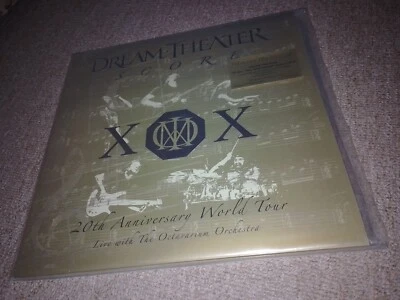 DREAM THEATER
SCORE
X X
20th Anniversary World Tour
Live with The Octavarium Orchestra